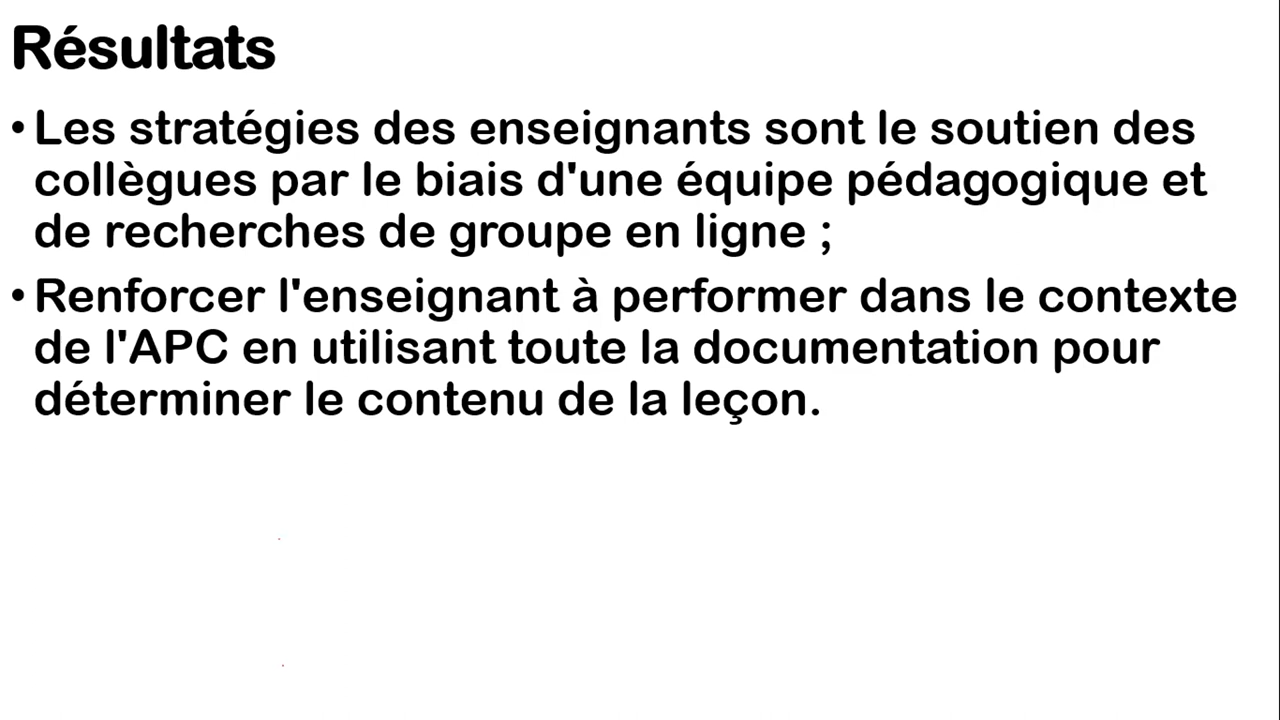 Résultats
• Les stratégies des enseignants sont le soutien des
collègues par le biais d'une équipe pédagogique et
de recherches de groupe en ligne ;
• Renforcer l'enseignant à performer dans le contexte
de l'APC en utilisant toute la documentation pour
déterminer le contenu de la leçon.